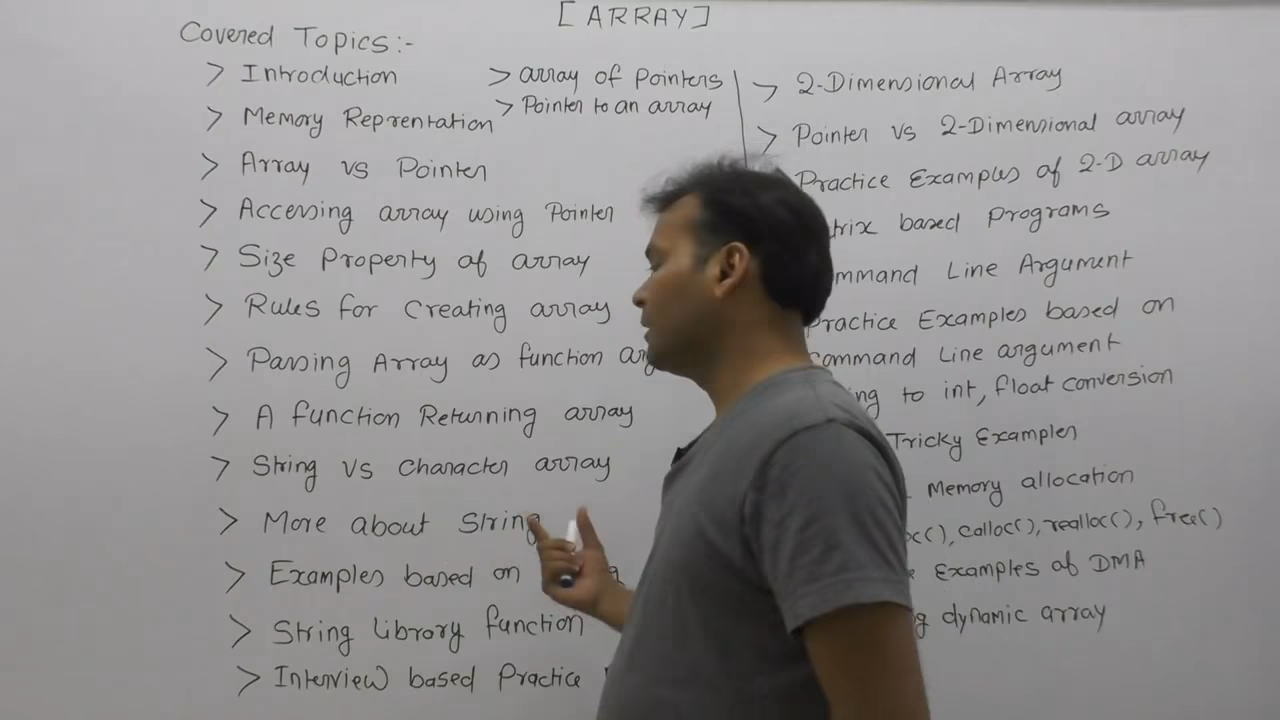 [ARRAY]
Covered Topics:-
> Introduction
> Memory Reprentation
> Array vs Pointer
> Accessing array using Pointer
> Size Property of array
> Rules for Creating array
> Passing Array as function
> A function Returning array
> String vs Character array
> More about String
> Examples based on
> String Library function
> Interview based Practice
> array of Pointers
> Pointer to an array
> 2-Dimensional Array
> Pointer vs 2-Dimensional array
Practice Examples of 2-D array
based Programs
Line Argument
Practice Examples based on
Command Line argument
to int, float conversion
Tricky Examples
Memory allocation
calloc(), realloc(), free()
Examples of DMA
dynamic array